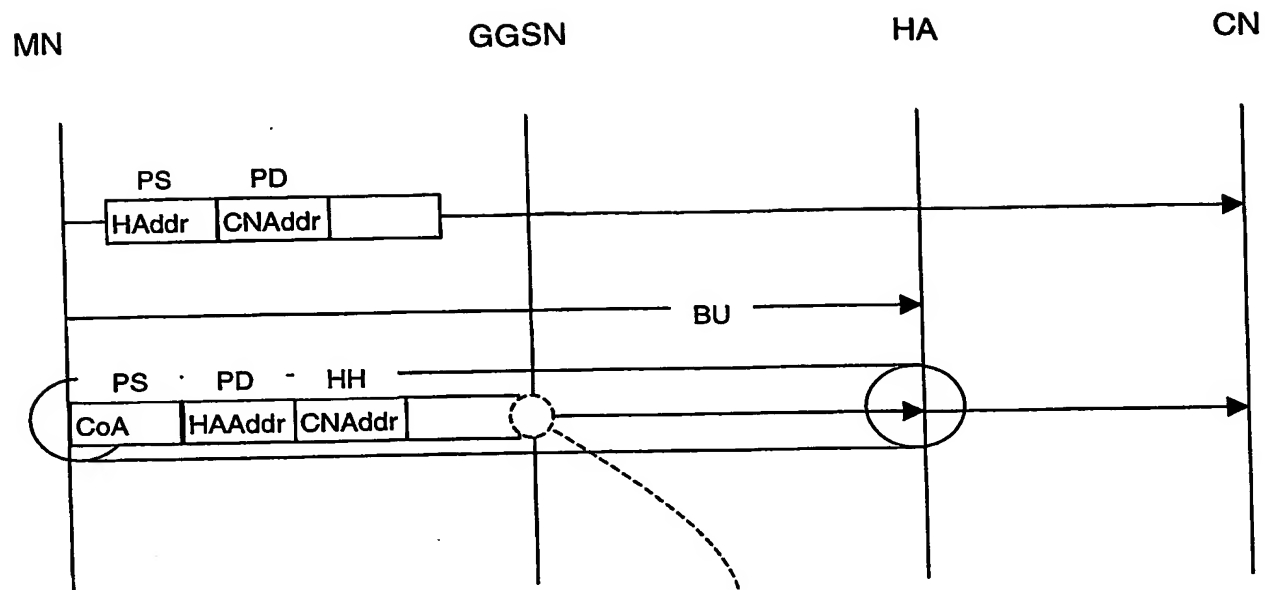 MN GGSN HA CN
PS PD
HAddr CNAddr
BU
PS PD HH
CoA HAAddr CNAddr